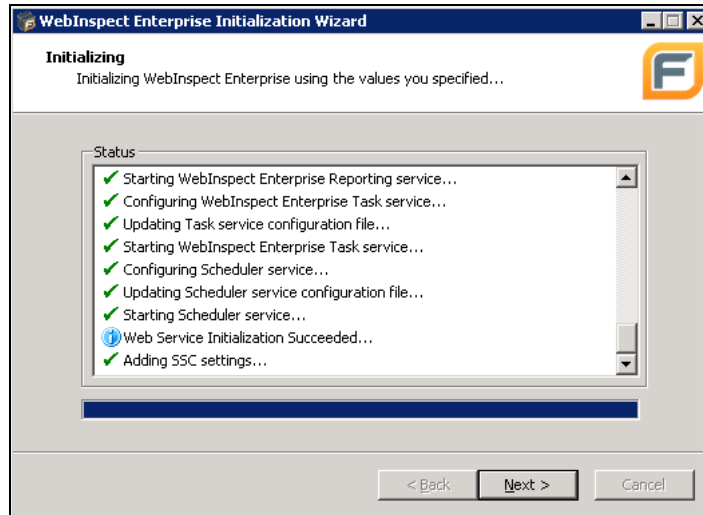 WebInspect Enterprise Initialization Wizard
Initializing
Initializing WebInspect Enterprise using the values you specified...
F
Status
Starting WebInspect Enterprise Reporting service...
Configuring WebInspect Enterprise Task service...
Updating Task service configuration file...
Starting WebInspect Enterprise Task service...
Configuring Scheduler service...
Updating Scheduler service configuration file...
Starting Scheduler service...
Web Service Initialization Succeeded...
Adding SSC settings...
< Back Next > Cancel